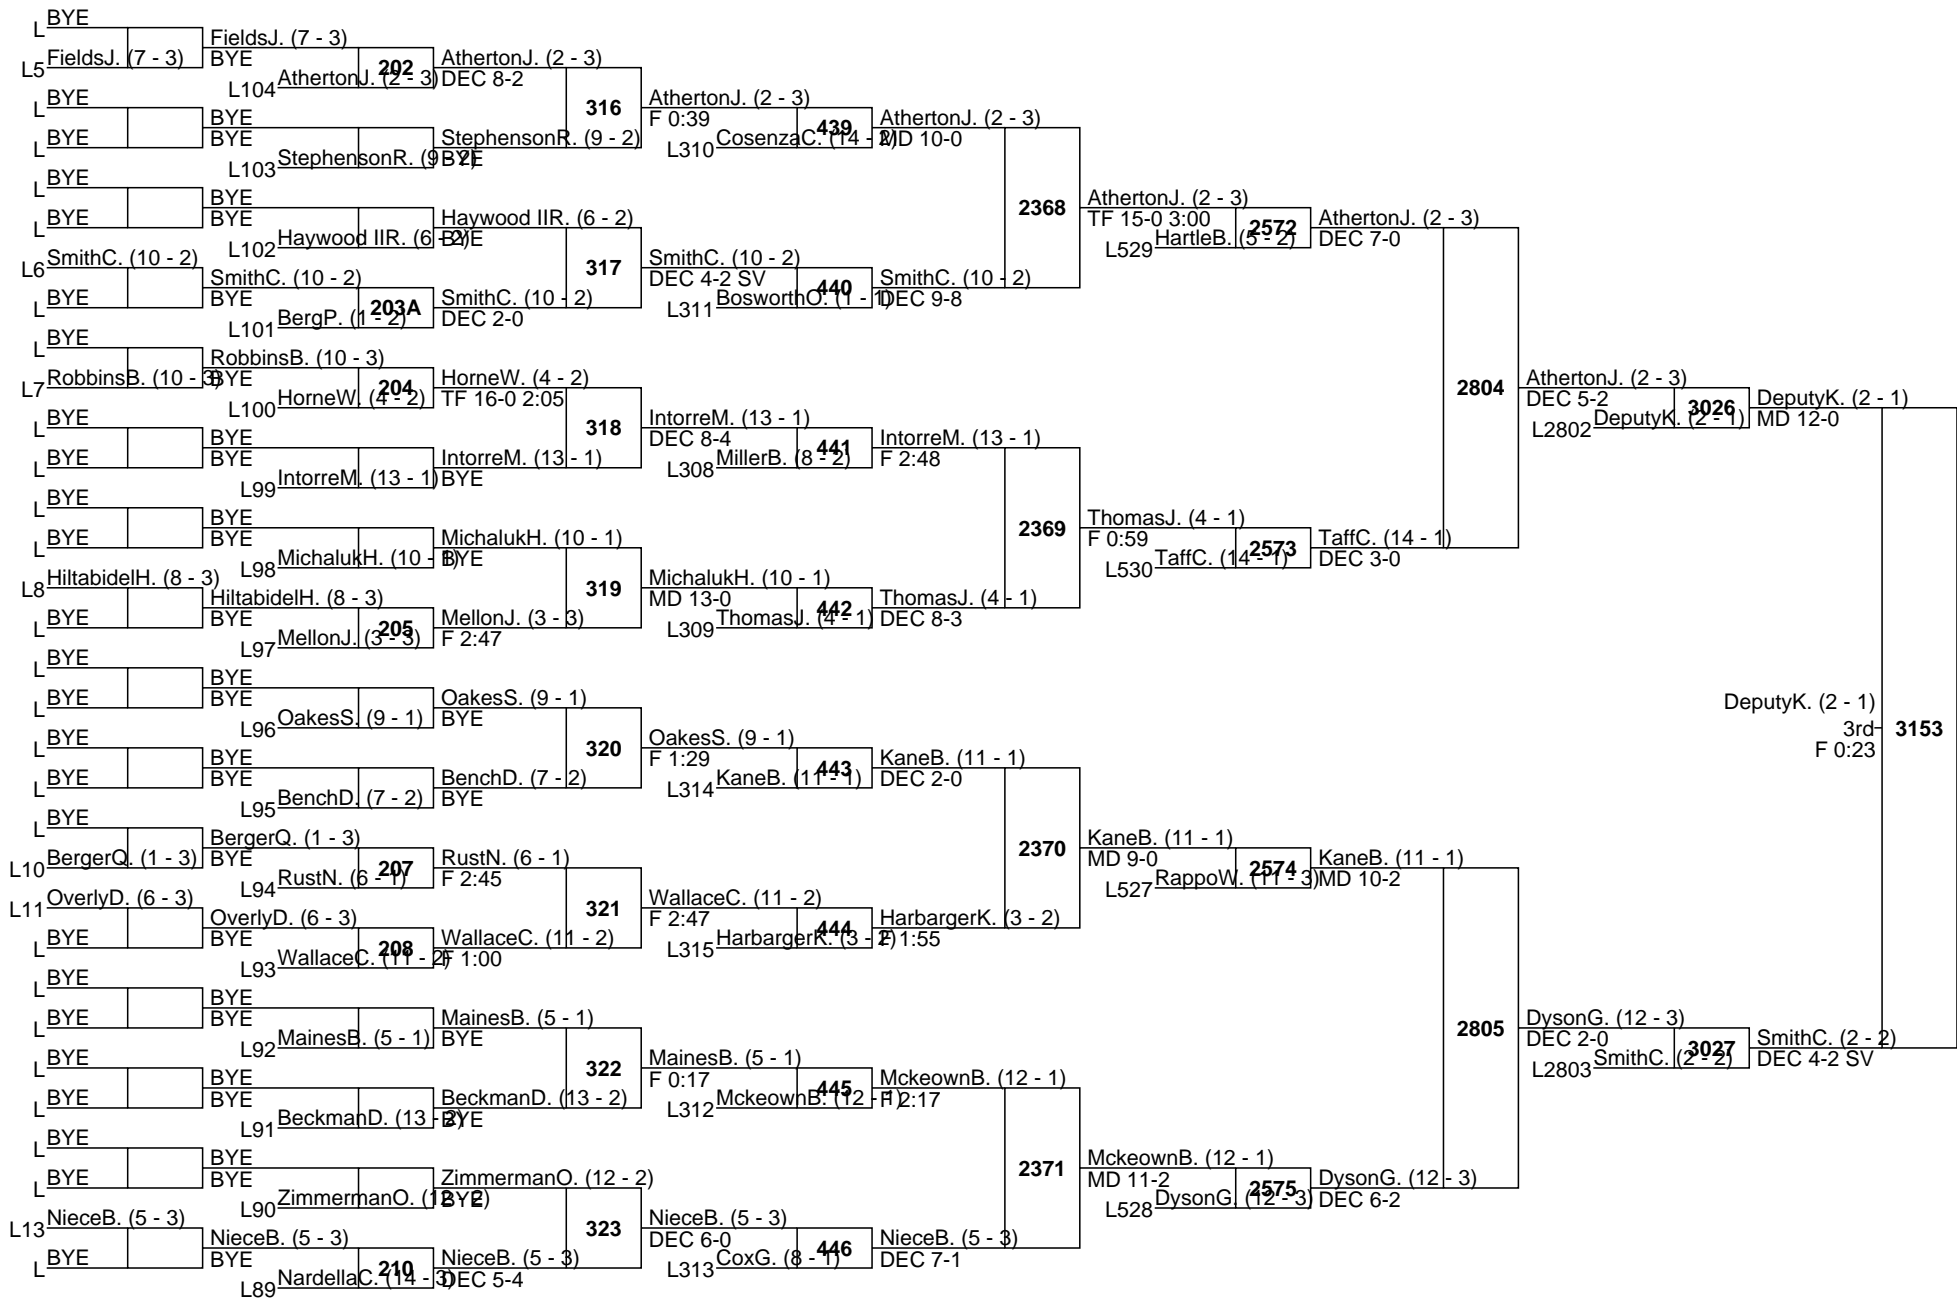 BYE
L
FieldsJ. (7 - 3)
L5
FieldsJ. (7 - 3)
BYE
202
L104
AthertonJ. (2 - 3)
AthertonJ. (2 - 3)
DEC 8-2
BYE
L
BYE
L
BYE
BYE
L103
StephensonR. (9 - 2)
StephensonR. (9 - 2)
BYE
316
AthertonJ. (2 - 3)
F 0:39
439
L310
CosenzaC. (14 - 2)
AthertonJ. (2 - 3)
MD 10-0
BYE
L
BYE
L
BYE
BYE
L102
Haywood IIR. (6 - 2)
Haywood IIR. (6 - 2)
BYE
L6
SmithC. (10 - 2)
BYE
L
SmithC. (10 - 2)
BYE
203A
L101
BergP. (1 - 2)
SmithC. (10 - 2)
DEC 2-0
317
SmithC. (10 - 2)
DEC 4-2 SV
440
L311
BosworthO. (1 - 1)
SmithC. (10 - 2)
DEC 9-8
2368
AthertonJ. (2 - 3)
TF 15-0 3:00
2572
L529
HartleB. (5 - 2)
AthertonJ. (2 - 3)
DEC 7-0
BYE
L
RobbinsB. (10 - 3)
L7
RobbinsB. (10 - 3)
BYE
204
L100
HorneW. (4 - 2)
HorneW. (4 - 2)
TF 16-0 2:05
BYE
L
BYE
L
BYE
BYE
L99
IntorreM. (13 - 1)
IntorreM. (13 - 1)
BYE
318
IntorreM. (13 - 1)
DEC 8-4
441
L308
MillerB. (8 - 2)
IntorreM. (13 - 1)
F 2:48
BYE
L
BYE
L
BYE
BYE
L98
MichalukH. (10 - 1)
MichalukH. (10 - 1)
BYE
L8
HiltabidelH. (8 - 3)
BYE
L
HiltabidelH. (8 - 3)
BYE
205
L97
MellonJ. (3 - 3)
MellonJ. (3 - 3)
F 2:47
319
MichalukH. (10 - 1)
MD 13-0
442
L309
ThomasJ. (4 - 1)
ThomasJ. (4 - 1)
DEC 8-3
2369
ThomasJ. (4 - 1)
F 0:59
2573
L530
TaffC. (14 - 1)
TaffC. (14 - 1)
DEC 3-0
2804
AthertonJ. (2 - 3)
DEC 5-2
3026
L2802
DeputyK. (2 - 1)
DeputyK. (2 - 1)
MD 12-0
BYE
L
BYE
L
BYE
BYE
L96
OakesS. (9 - 1)
OakesS. (9 - 1)
BYE
BYE
L
BYE
L
BYE
BYE
L95
BenchD. (7 - 2)
BenchD. (7 - 2)
BYE
320
OakesS. (9 - 1)
F 1:29
443
L314
KaneB. (11 - 1)
KaneB. (11 - 1)
DEC 2-0
BYE
L
BergerQ. (1 - 3)
L10
BergerQ. (1 - 3)
BYE
207
L94
RustN. (6 - 1)
RustN. (6 - 1)
F 2:45
L11
OverlyD. (6 - 3)
BYE
L
OverlyD. (6 - 3)
BYE
208
L93
WallaceC. (11 - 2)
WallaceC. (11 - 2)
F 1:00
321
WallaceC. (11 - 2)
F 2:47
444
L315
HarbargerK. (3 - 2)
HarbargerK. (3 - 2)
F 1:55
2370
KaneB. (11 - 1)
MD 9-0
2574
L527
RappoW. (11 - 3)
KaneB. (11 - 1)
MD 10-2
BYE
L
BYE
L
BYE
BYE
L92
MainesB. (5 - 1)
MainesB. (5 - 1)
BYE
BYE
L
BYE
L
BYE
BYE
L91
BeckmanD. (13 - 2)
BeckmanD. (13 - 2)
BYE
322
MainesB. (5 - 1)
F 0:17
445
L312
MckeownB. (12 - 1)
MckeownB. (12 - 1)
F 2:17
BYE
L
BYE
L
BYE
BYE
L90
ZimmermanO. (12 - 2)
ZimmermanO. (12 - 2)
BYE
L13
NieceB. (5 - 3)
BYE
L
NieceB. (5 - 3)
BYE
210
L89
NardellaC. (14 - 3)
NieceB. (5 - 3)
DEC 5-4
323
NieceB. (5 - 3)
DEC 6-0
446
L313
CoxG. (8 - 1)
NieceB. (5 - 3)
DEC 7-1
2371
MckeownB. (12 - 1)
MD 11-2
2575
L528
DysonG. (12 - 3)
DysonG. (12 - 3)
DEC 6-2
2805
DysonG. (12 - 3)
DEC 2-0
3027
L2803
SmithC. (2 - 2)
SmithC. (2 - 2)
DEC 4-2 SV
DeputyK. (2 - 1)
3rd
F 0:23
3153